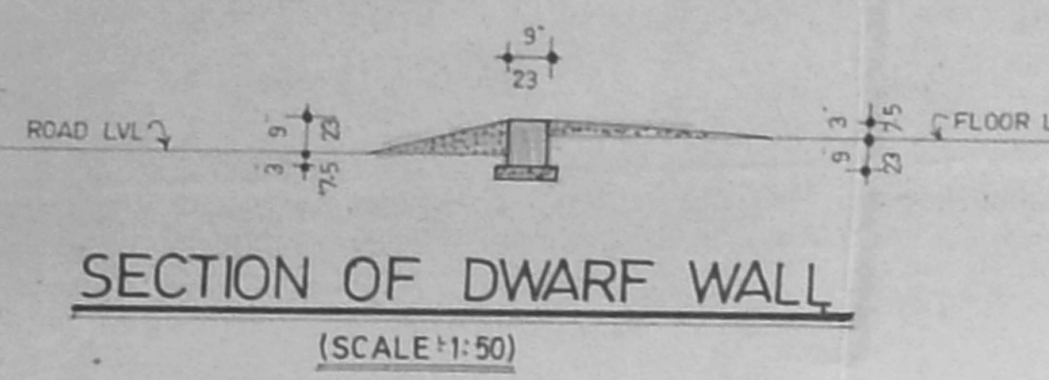 9"
23
ROAD LVL
9"
23
3"
7.5
3"
7.5
FLOOR L
9"
23
SECTION OF DWARF WALL
(SCALE:-1:50)